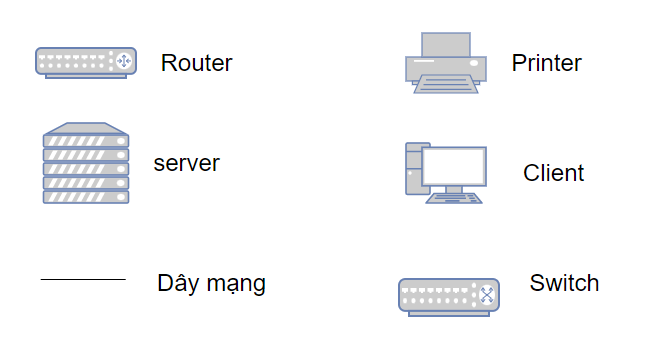 Router
Printer
server
Client
Dây mạng
Switch